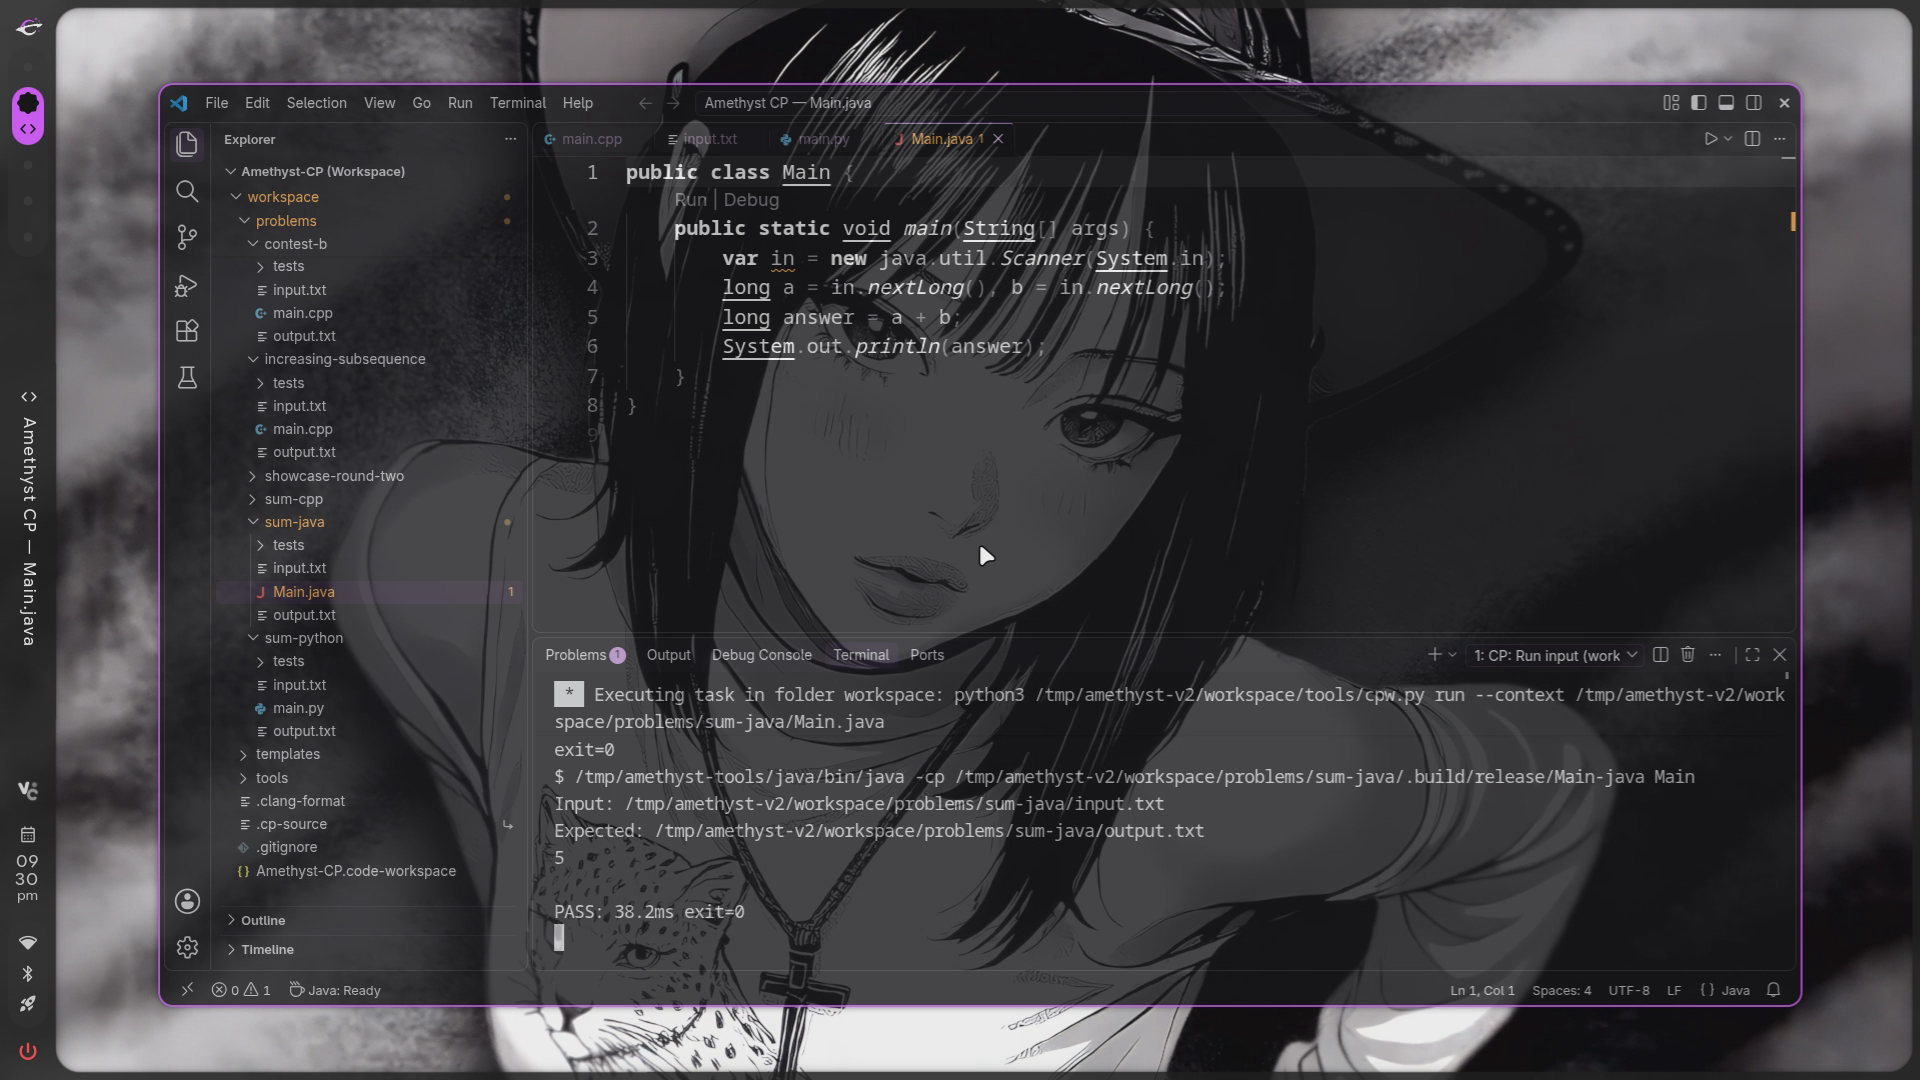 File Edit Selection View Go Run Terminal Help
Amethyst CP — Main.java
Explorer
Amethyst-CP (Workspace)
workspace
problems
contest-b
tests
input.txt
main.cpp
output.txt
increasing-subsequence
tests
input.txt
main.cpp
output.txt
showcase-round-two
sum-cpp
sum-java
tests
input.txt
Main.java 1
output.txt
sum-python
tests
input.txt
main.py
output.txt
templates
tools
.clang-format
.cp-source
.gitignore
Amethyst-CP.code-workspace
Outline
Timeline
main.cpp input.txt main.py Main.java 1
1 public class Main {
Run | Debug
2 public static void main(String[] args) {
3 var in = new java.util.Scanner(System.in);
4 long a = in.nextLong(), b = in.nextLong();
5 long answer = a + b;
6 System.out.println(answer);
7 }
8 }
9
Problems 1 Output Debug Console Terminal Ports
1: CP: Run input (work
* Executing task in folder workspace: python3 /tmp/amethyst-v2/workspace/tools/cpw.py run --context /tmp/amethyst-v2/work
space/problems/sum-java/Main.java
exit=0
$ /tmp/amethyst-tools/java/bin/java -cp /tmp/amethyst-v2/workspace/problems/sum-java/.build/release/Main-java Main
Input: /tmp/amethyst-v2/workspace/problems/sum-java/input.txt
Expected: /tmp/amethyst-v2/workspace/problems/sum-java/output.txt
5
PASS: 38.2ms exit=0
0 1 Java: Ready
Ln 1, Col 1 Spaces: 4 UTF-8 LF {} Java
Amethyst CP — Main.java
09
30
pm